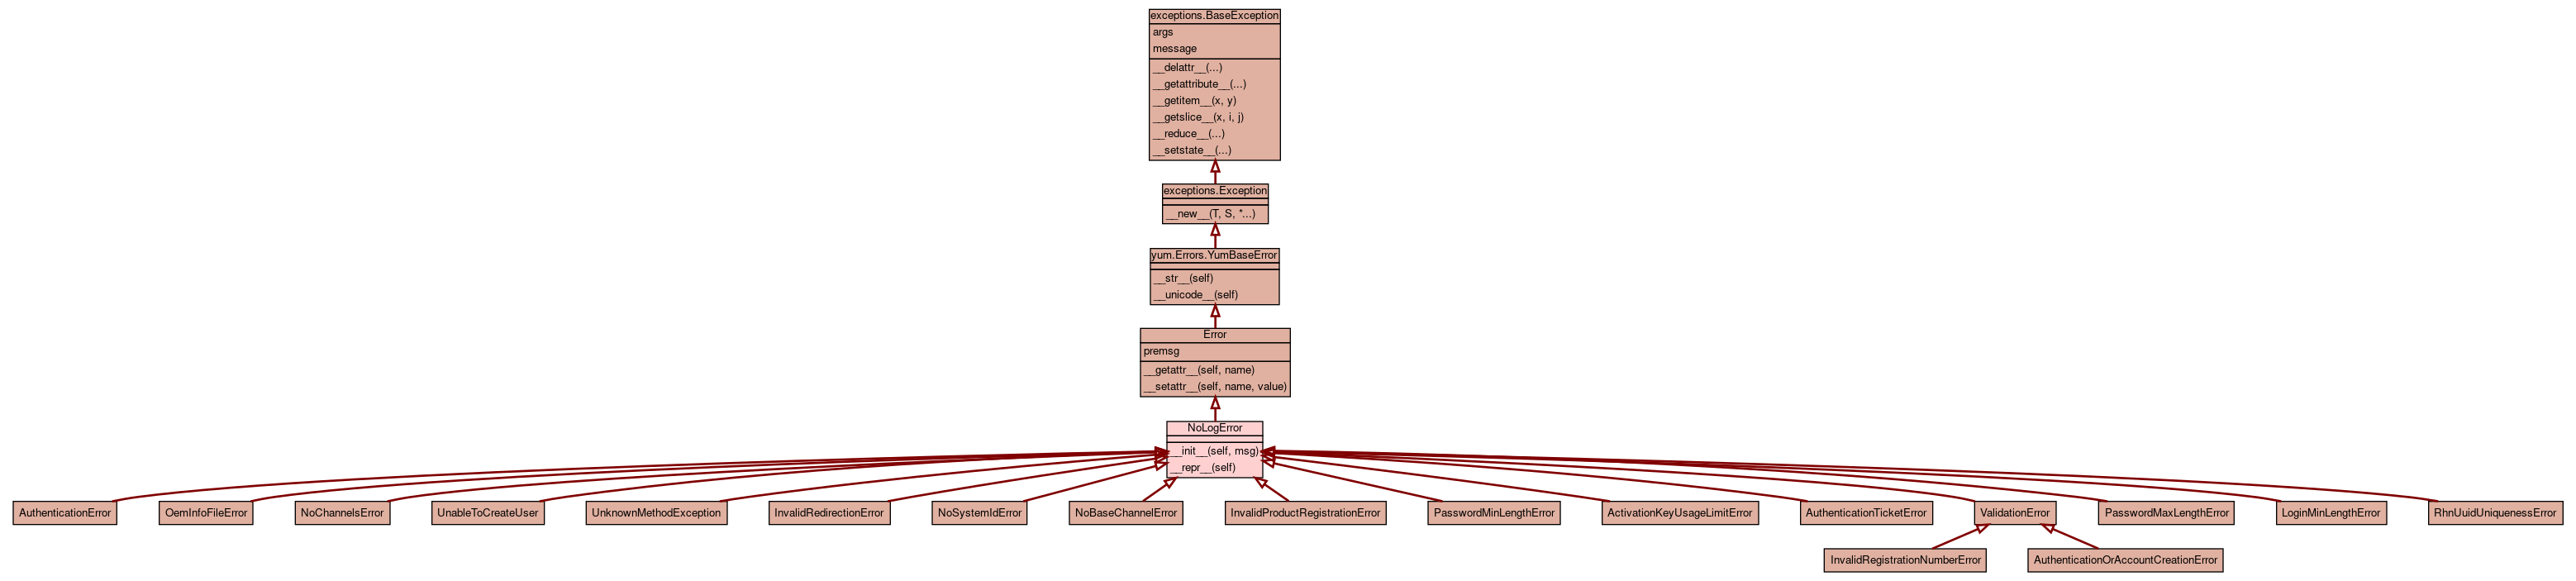 exceptions.BaseException
args
message
__delattr__(...)
__getattribute__(...)
__getitem__(x, y)
__getslice__(x, i, j)
__reduce__(...)
__setstate__(...)
exceptions.Exception
__new__(T, S, *...)
yum.Errors.YumBaseError
__str__(self)
__unicode__(self)
Error
premsg
__getattr__(self, name)
__setattr__(self, name, value)
NoLogError
__init__(self, msg)
__repr__(self)
AuthenticationError
OemInfoFileError
NoChannelsError
UnableToCreateUser
UnknownMethodException
InvalidRedirectionError
NoSystemIdError
NoBaseChannelError
InvalidProductRegistrationError
PasswordMinLengthError
ActivationKeyUsageLimitError
AuthenticationTicketError
ValidationError
PasswordMaxLengthError
LoginMinLengthError
RhnUuidUniquenessError
InvalidRegistrationNumberError
AuthenticationOrAccountCreationError